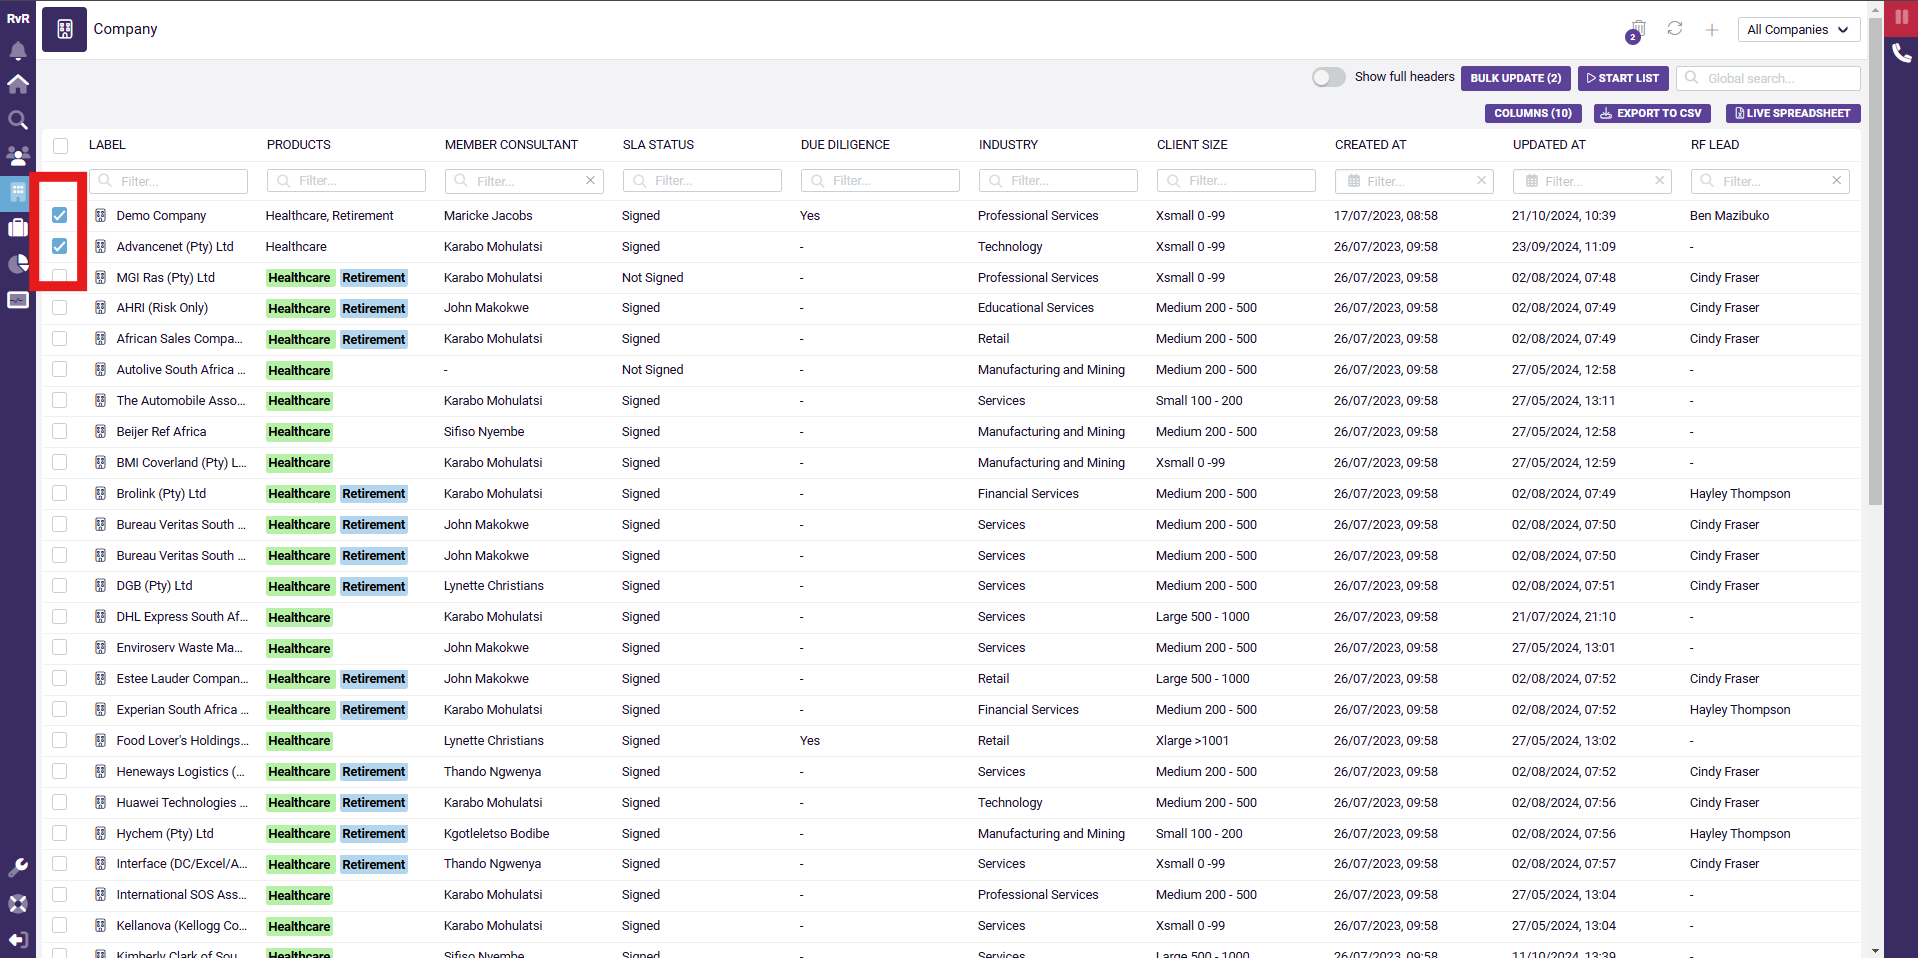 RvR
Company
2
All Companies
Show full headers
BULK UPDATE (2)
START LIST
Global search...
COLUMNS (10)
EXPORT TO CSV
LIVE SPREADSHEET
LABEL PRODUCTS MEMBER CONSULTANT SLA STATUS DUE DILIGENCE INDUSTRY CLIENT SIZE CREATED AT UPDATED AT RF LEAD
Filter... Filter... Filter... Filter... Filter... Filter... Filter... Filter... Filter... Filter...
Demo Company Healthcare, Retirement Maricke Jacobs Signed Yes Professional Services Xsmall 0 -99 17/07/2023, 08:58 21/10/2024, 10:39 Ben Mazibuko
Advancenet (Pty) Ltd Healthcare Karabo Mohulatsi Signed - Technology Xsmall 0 -99 26/07/2023, 09:58 23/09/2024, 11:09 -
MGI Ras (Pty) Ltd Healthcare Retirement Karabo Mohulatsi Not Signed - Professional Services Xsmall 0 -99 26/07/2023, 09:58 02/08/2024, 07:48 Cindy Fraser
AHRI (Risk Only) Healthcare Retirement John Makokwe Signed - Educational Services Medium 200 - 500 26/07/2023, 09:58 02/08/2024, 07:49 Cindy Fraser
African Sales Compa... Healthcare Retirement Karabo Mohulatsi Signed - Retail Medium 200 - 500 26/07/2023, 09:58 02/08/2024, 07:49 Cindy Fraser
Autolive South Africa ... Healthcare - Not Signed - Manufacturing and Mining Medium 200 - 500 26/07/2023, 09:58 27/05/2024, 12:58 -
The Automobile Asso... Healthcare Karabo Mohulatsi Signed - Services Small 100 - 200 26/07/2023, 09:58 27/05/2024, 13:11 -
Beijer Ref Africa Healthcare Sifiso Nyembe Signed - Manufacturing and Mining Medium 200 - 500 26/07/2023, 09:58 27/05/2024, 12:58 -
BMI Coverland (Pty) L... Healthcare Karabo Mohulatsi Signed - Manufacturing and Mining Xsmall 0 -99 26/07/2023, 09:58 27/05/2024, 12:59 -
Brolink (Pty) Ltd Healthcare Retirement Karabo Mohulatsi Signed - Financial Services Medium 200 - 500 26/07/2023, 09:58 02/08/2024, 07:49 Hayley Thompson
Bureau Veritas South ... Healthcare Retirement John Makokwe Signed - Services Medium 200 - 500 26/07/2023, 09:58 02/08/2024, 07:50 Cindy Fraser
Bureau Veritas South ... Healthcare Retirement John Makokwe Signed - Services Medium 200 - 500 26/07/2023, 09:58 02/08/2024, 07:50 Cindy Fraser
DGB (Pty) Ltd Healthcare Retirement Lynette Christians Signed - Services Medium 200 - 500 26/07/2023, 09:58 02/08/2024, 07:51 Cindy Fraser
DHL Express South Af... Healthcare Karabo Mohulatsi Signed - Services Large 500 - 1000 26/07/2023, 09:58 21/07/2024, 21:10 -
Enviroserv Waste Ma... Healthcare John Makokwe Signed - Services Medium 200 - 500 26/07/2023, 09:58 27/05/2024, 13:01 -
Estee Lauder Compan... Healthcare Retirement John Makokwe Signed - Retail Large 500 - 1000 26/07/2023, 09:58 02/08/2024, 07:52 Cindy Fraser
Experian South Africa ... Healthcare Retirement Karabo Mohulatsi Signed - Financial Services Medium 200 - 500 26/07/2023, 09:58 02/08/2024, 07:52 Hayley Thompson
Food Lover's Holdings... Healthcare Lynette Christians Signed Yes Retail Xlarge >1001 26/07/2023, 09:58 27/05/2024, 13:02 -
Heneways Logistics (... Healthcare Retirement Thando Ngwenya Signed - Services Medium 200 - 500 26/07/2023, 09:58 02/08/2024, 07:52 Cindy Fraser
Huawei Technologies ... Healthcare Retirement Karabo Mohulatsi Signed - Technology Medium 200 - 500 26/07/2023, 09:58 02/08/2024, 07:56 Cindy Fraser
Hychem (Pty) Ltd Healthcare Retirement Kgotleletso Bodibe Signed - Manufacturing and Mining Small 100 - 200 26/07/2023, 09:58 02/08/2024, 07:56 Hayley Thompson
Interface (DC/Excel/A... Healthcare Retirement Thando Ngwenya Signed - Services Xsmall 0 -99 26/07/2023, 09:58 02/08/2024, 07:57 Cindy Fraser
International SOS Ass... Healthcare Karabo Mohulatsi Signed - Professional Services Medium 200 - 500 26/07/2023, 09:58 27/05/2024, 13:04 -
Kellanova (Kellogg Co... Healthcare Karabo Mohulatsi Signed - Services Xsmall 0 -99 26/07/2023, 09:58 27/05/2024, 13:04 -
Kimberly Clark of Sou... Healthcare Sifiso Nyembe Signed - Services Large 500 - 1000 26/07/2023, 09:58 11/10/2024, 13:39 -